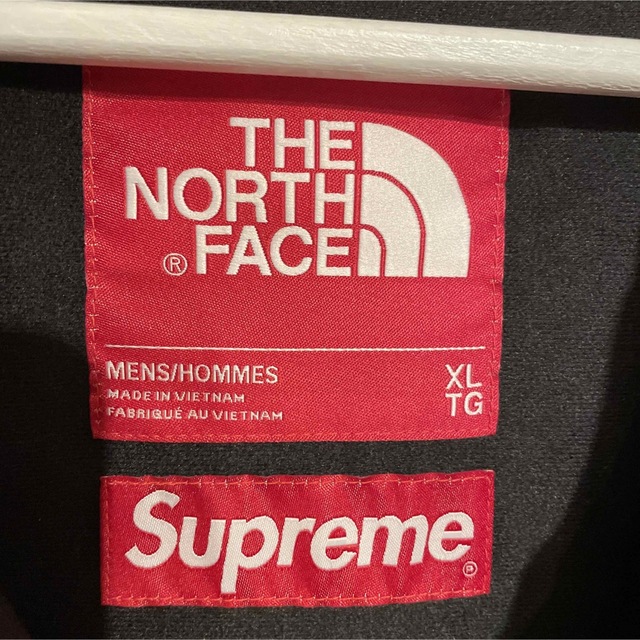 THE
NORTH
® FACE
MENS/HOMMES
MADE IN VIETNAM
FABRIQUÉ AU VIETNAM
XL
TG
Supreme